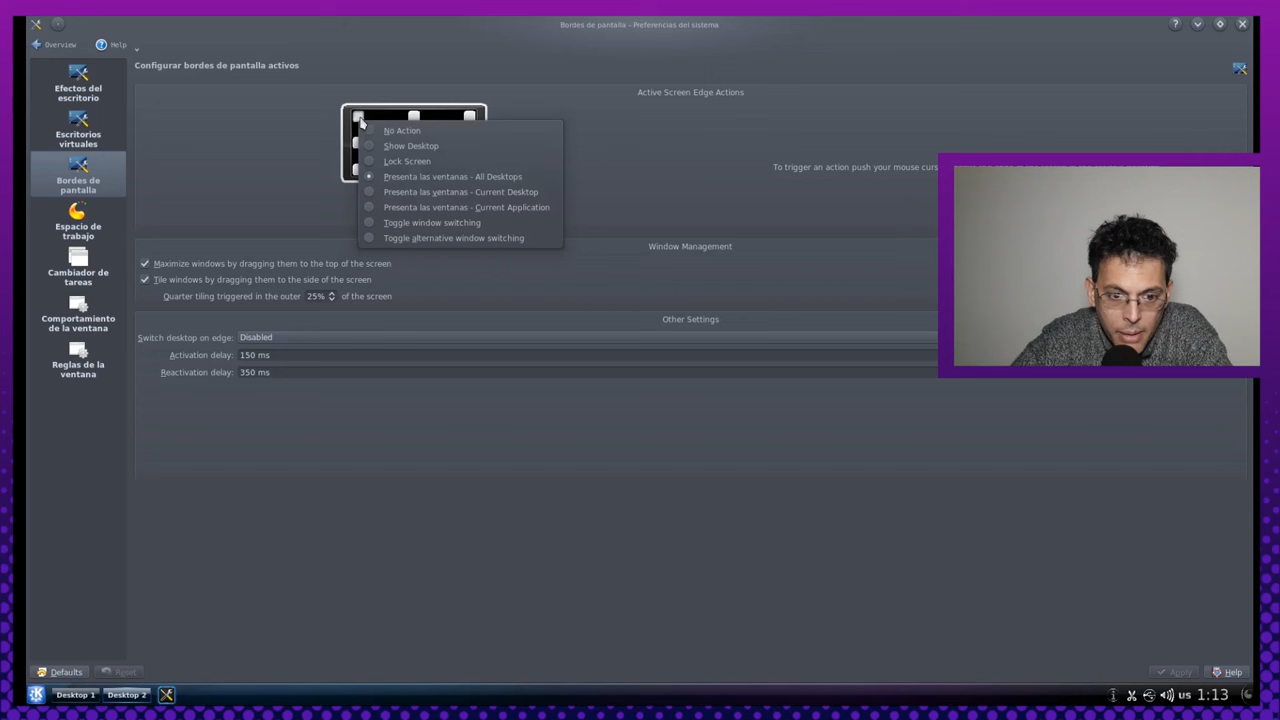 Bordes de pantalla - Preferencias del sistema
Overview
Help
Configurar bordes de pantalla activos
Efectos del
escritorio
Escritorios
virtuales
Bordes de
pantalla
Espacio de
trabajo
Cambiador de
tareas
Comportamiento
de la ventana
Reglas de la
ventana
Active Screen Edge Actions
No Action
Show Desktop
Lock Screen
Presenta las ventanas - All Desktops
Presenta las ventanas - Current Desktop
Presenta las ventanas - Current Application
Toggle window switching
Toggle alternative window switching
To trigger an action push your mouse curs
Window Management
Maximize windows by dragging them to the top of the screen
Tile windows by dragging them to the side of the screen
Quarter tiling triggered in the outer 25% of the screen
Other Settings
Switch desktop on edge: Disabled
Activation delay: 150 ms
Reactivation delay: 350 ms
Defaults
Reset
Apply
Help
Desktop 1
Desktop 2
us
1:13